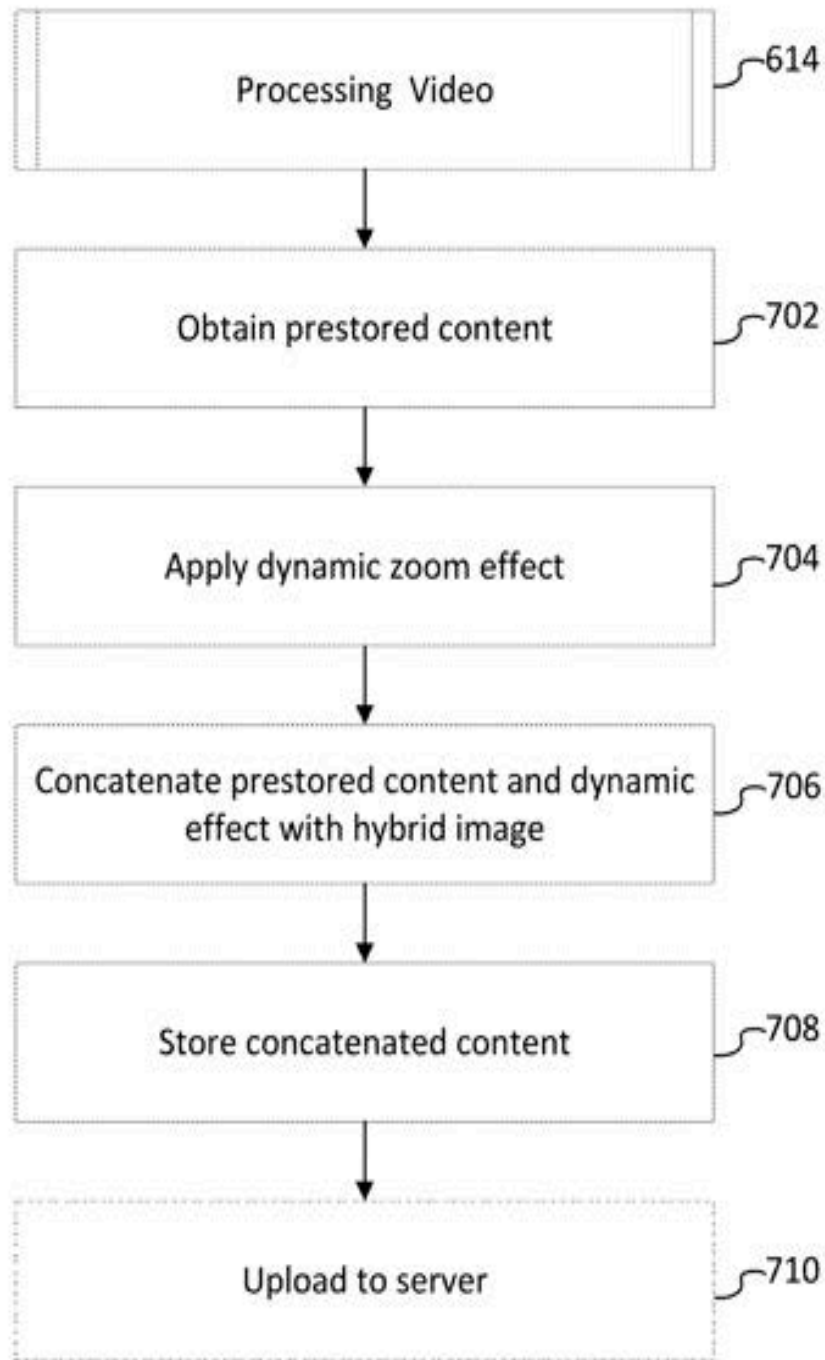 Processing Video
614
Obtain prestored content
702
Apply dynamic zoom effect
704
Concatenate prestored content and dynamic
effect with hybrid image
706
Store concatenated content
708
Upload to server
710